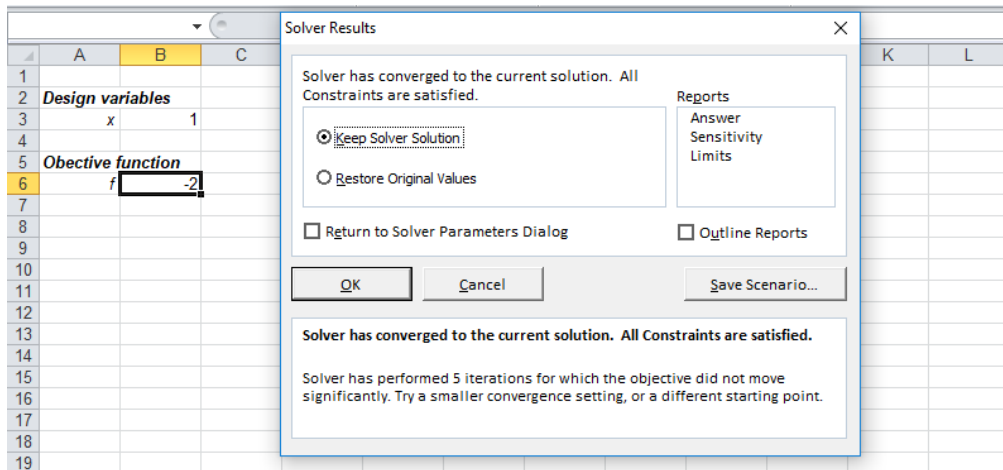 Solver Results
A B C K L
1
2 Design variables
3 x 1
4
5 Obective function
6 f -2
7
8
9
10
11
12
13
14
15
16
17
18
19
Solver has converged to the current solution. All
Constraints are satisfied.
Keep Solver Solution
Restore Original Values
Reports
Answer
Sensitivity
Limits
Return to Solver Parameters Dialog
Outline Reports
OK
Cancel
Save Scenario...
Solver has converged to the current solution. All Constraints are satisfied.
Solver has performed 5 iterations for which the objective did not move
significantly. Try a smaller convergence setting, or a different starting point.